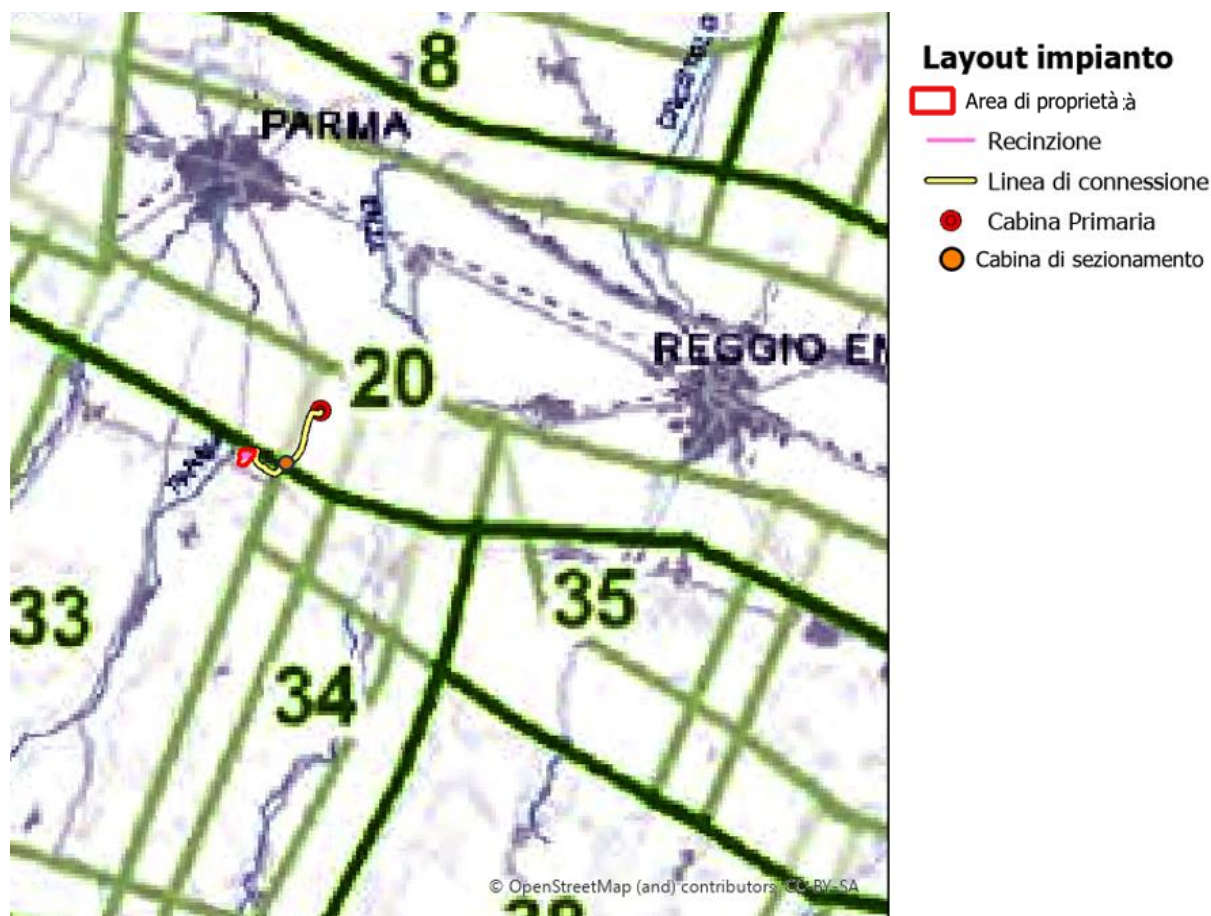 8
PARMA
20
REGGIO EM
33
35
34
38
© OpenStreetMap (and) contributors, CC-BY-SA
Layout impianto
Area di proprietà :à
Recinzione
Linea di connessione
Cabina Primaria
Cabina di sezionamento